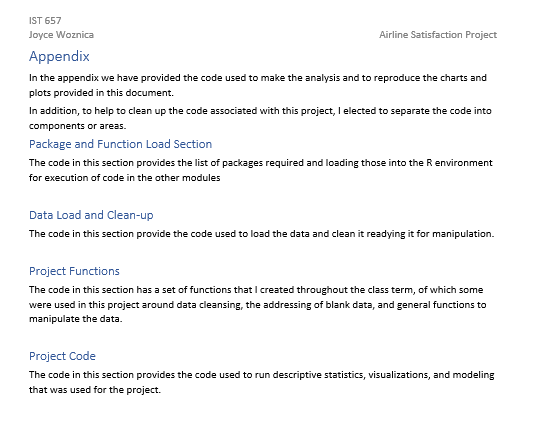 IST 657
Joyce Woznica Airline Satisfaction Project
Appendix
In the appendix we have provided the code used to make the analysis and to reproduce the charts and
plots provided in this document.
In addition, to help to clean up the code associated with this project, I elected to separate the code into
components or areas.
Package and Function Load Section
The code in this section provides the list of packages required and loading those into the R environment
for execution of code in the other modules
Data Load and Clean-up
The code in this section provide the code used to load the data and clean it readying it for manipulation.
Project Functions
The code in this section has a set of functions that I created throughout the class term, of which some
were used in this project around data cleansing, the addressing of blank data, and general functions to
manipulate the data.
Project Code
The code in this section provides the code used to run descriptive statistics, visualizations, and modeling
that was used for the project.